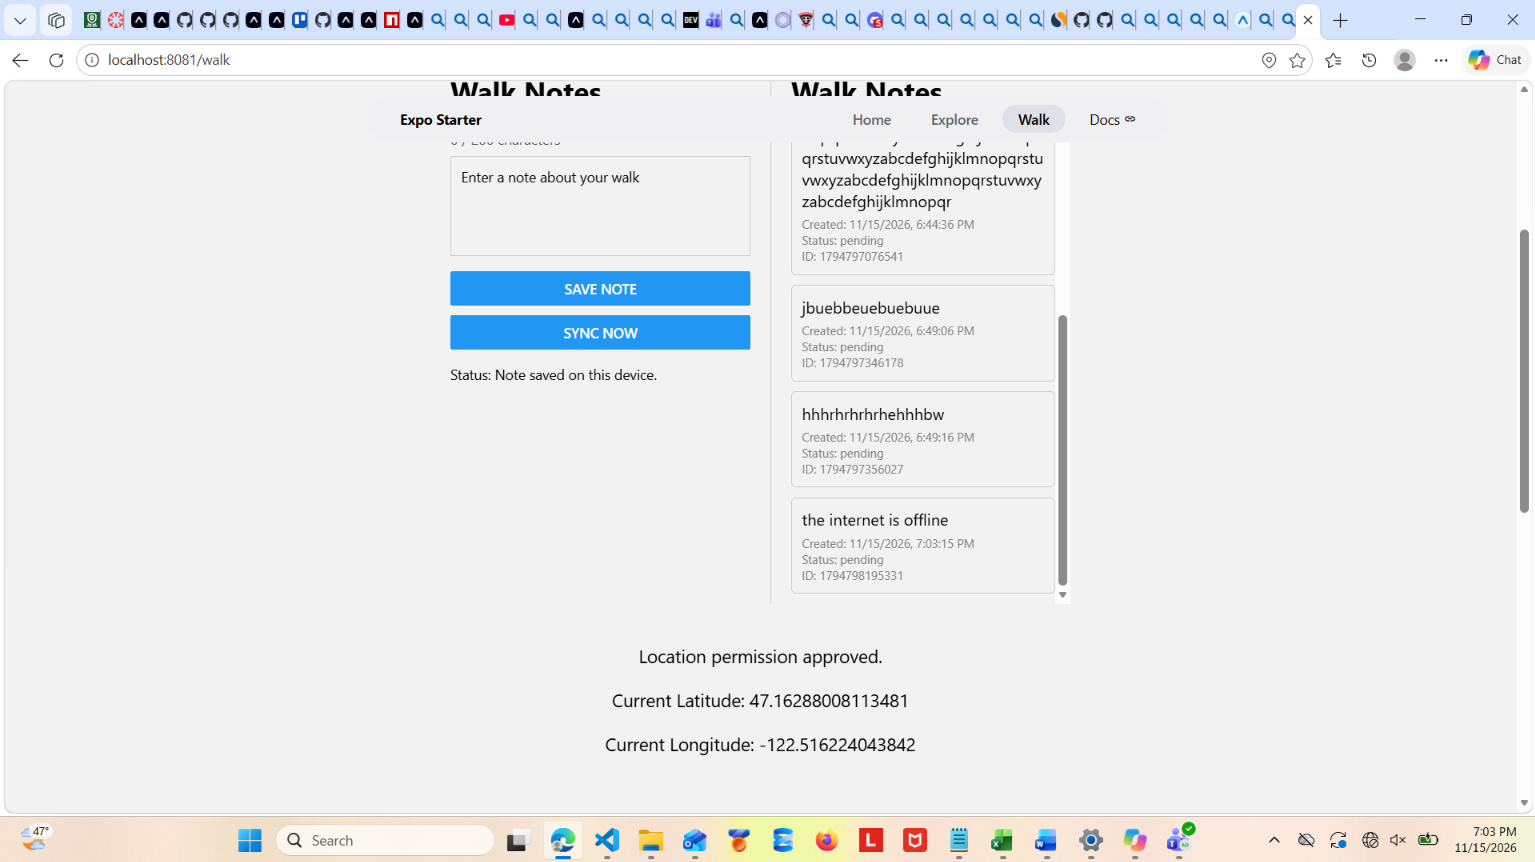 localhost:8081/walk
Chat
Walk Notes
Walk Notes
Expo Starter
Home
Explore
Walk
Docs
0 / 200 characters
Enter a note about your walk
SAVE NOTE
SYNC NOW
Status: Note saved on this device.
qrstuvwxyzabcdefghijklmnopqrstu
vwxyzabcdefghijklmnopqrstuvwxy
zabcdefghijklmnopqr
Created: 11/15/2026, 6:44:36 PM
Status: pending
ID: 1794797076541
jbuebbeuebuebuue
Created: 11/15/2026, 6:49:06 PM
Status: pending
ID: 1794797346178
hhhrhrhrhrhehhhbw
Created: 11/15/2026, 6:49:16 PM
Status: pending
ID: 1794797356027
the internet is offline
Created: 11/15/2026, 7:03:15 PM
Status: pending
ID: 1794798195331
Location permission approved.
Current Latitude: 47.16288008113481
Current Longitude: -122.516224043842
47°
Search
7:03 PM
11/15/2026